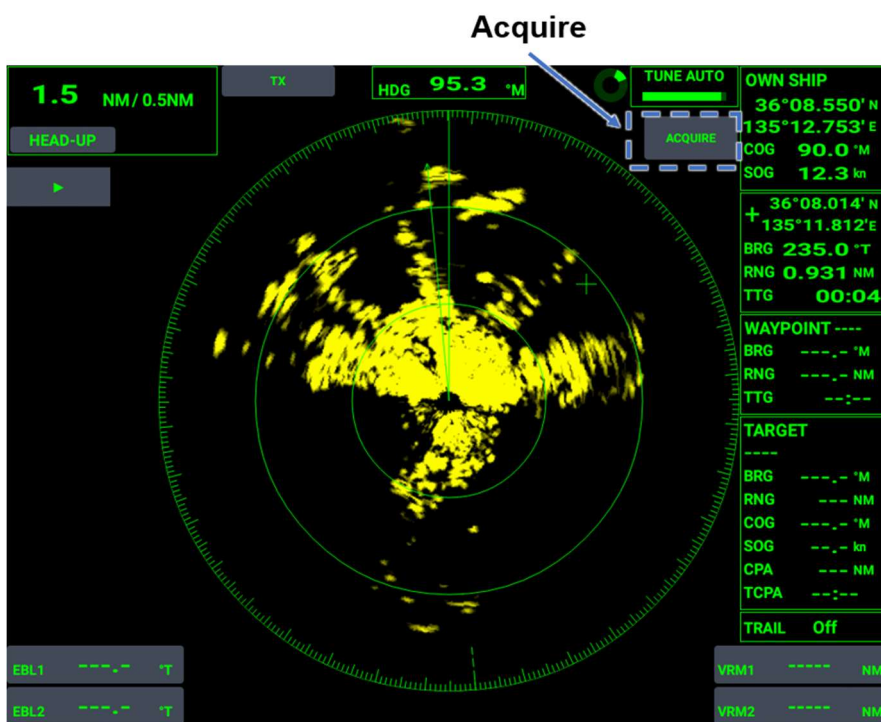 Acquire
1.5 NM / 0.5NM
HEAD-UP
TX
HDG 95.3 °M
TUNE AUTO
ACQUIRE
OWN SHIP
36°08.550' N
135°12.753' E
COG 90.0 °M
SOG 12.3 kn
+ 36°08.014' N
135°11.812'E
BRG 235.0 °T
RNG 0.931 NM
TTG 00:04
WAYPOINT ----
BRG ---.- °M
RNG ---.- NM
TTG --:--
TARGET
----
BRG ---.- °M
RNG --- NM
COG ---.- °M
SOG --.- kn
CPA --- NM
TCPA --:--
TRAIL Off
EBL1 ---.- °T
EBL2 ---.- °T
VRM1 ----- NM
VRM2 ----- NM